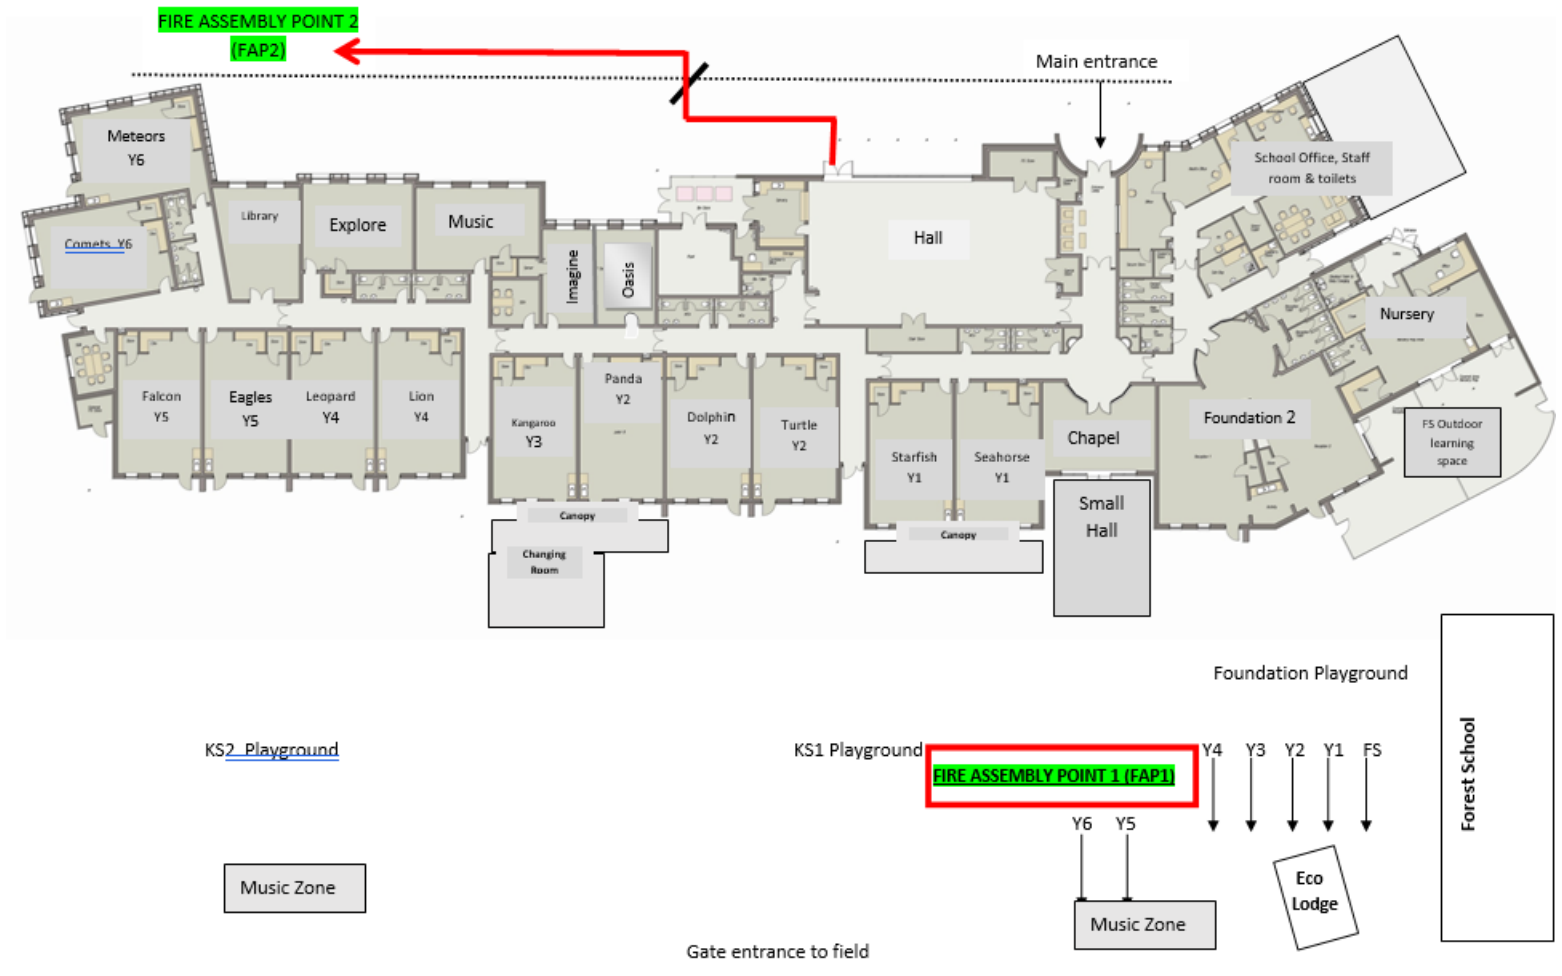 FIRE ASSEMBLY POINT 2
(FAP2)
Main entrance
Meteors
Y6
School Office, Staff
room & toilets
Library
Explore
Music
Comets Y6
Hall
Imagine
Oasis
Nursery
Falcon
Y5
Eagles
Y5
Leopard
Y4
Lion
Y4
Kangaroo
Y3
Panda
Y2
Dolphin
Y2
Turtle
Y2
Starfish
Y1
Seahorse
Y1
Chapel
Foundation 2
FS Outdoor
learning
space
Small
Hall
Canopy
Changing
Room
Canopy
Foundation Playground
Forest School
KS2 Playground
KS1 Playground
FIRE ASSEMBLY POINT 1 (FAP1)
Y4 Y3 Y2 Y1 FS
Y6 Y5
Music Zone
Eco
Lodge
Music Zone
Gate entrance to field